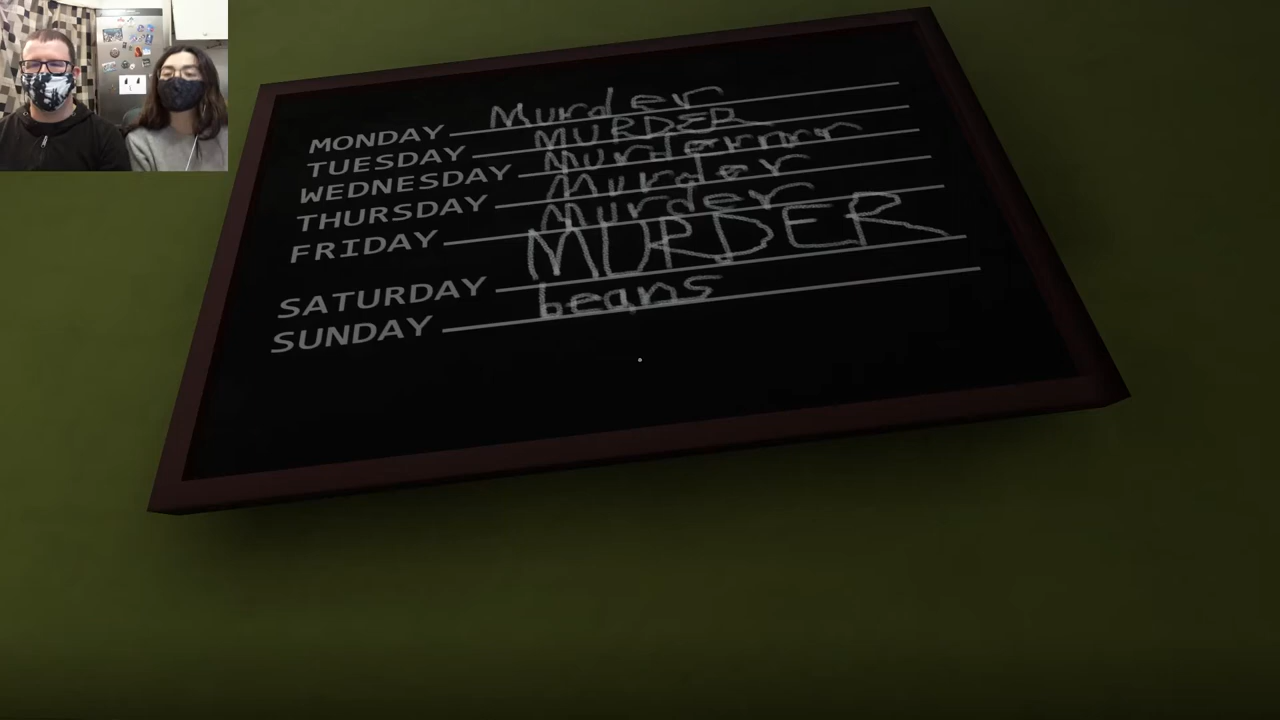 MONDAY Murder
TUESDAY MURDER
WEDNESDAY Murderrrrr
THURSDAY Murder
FRIDAY Murder
SATURDAY MURDER
SUNDAY beans